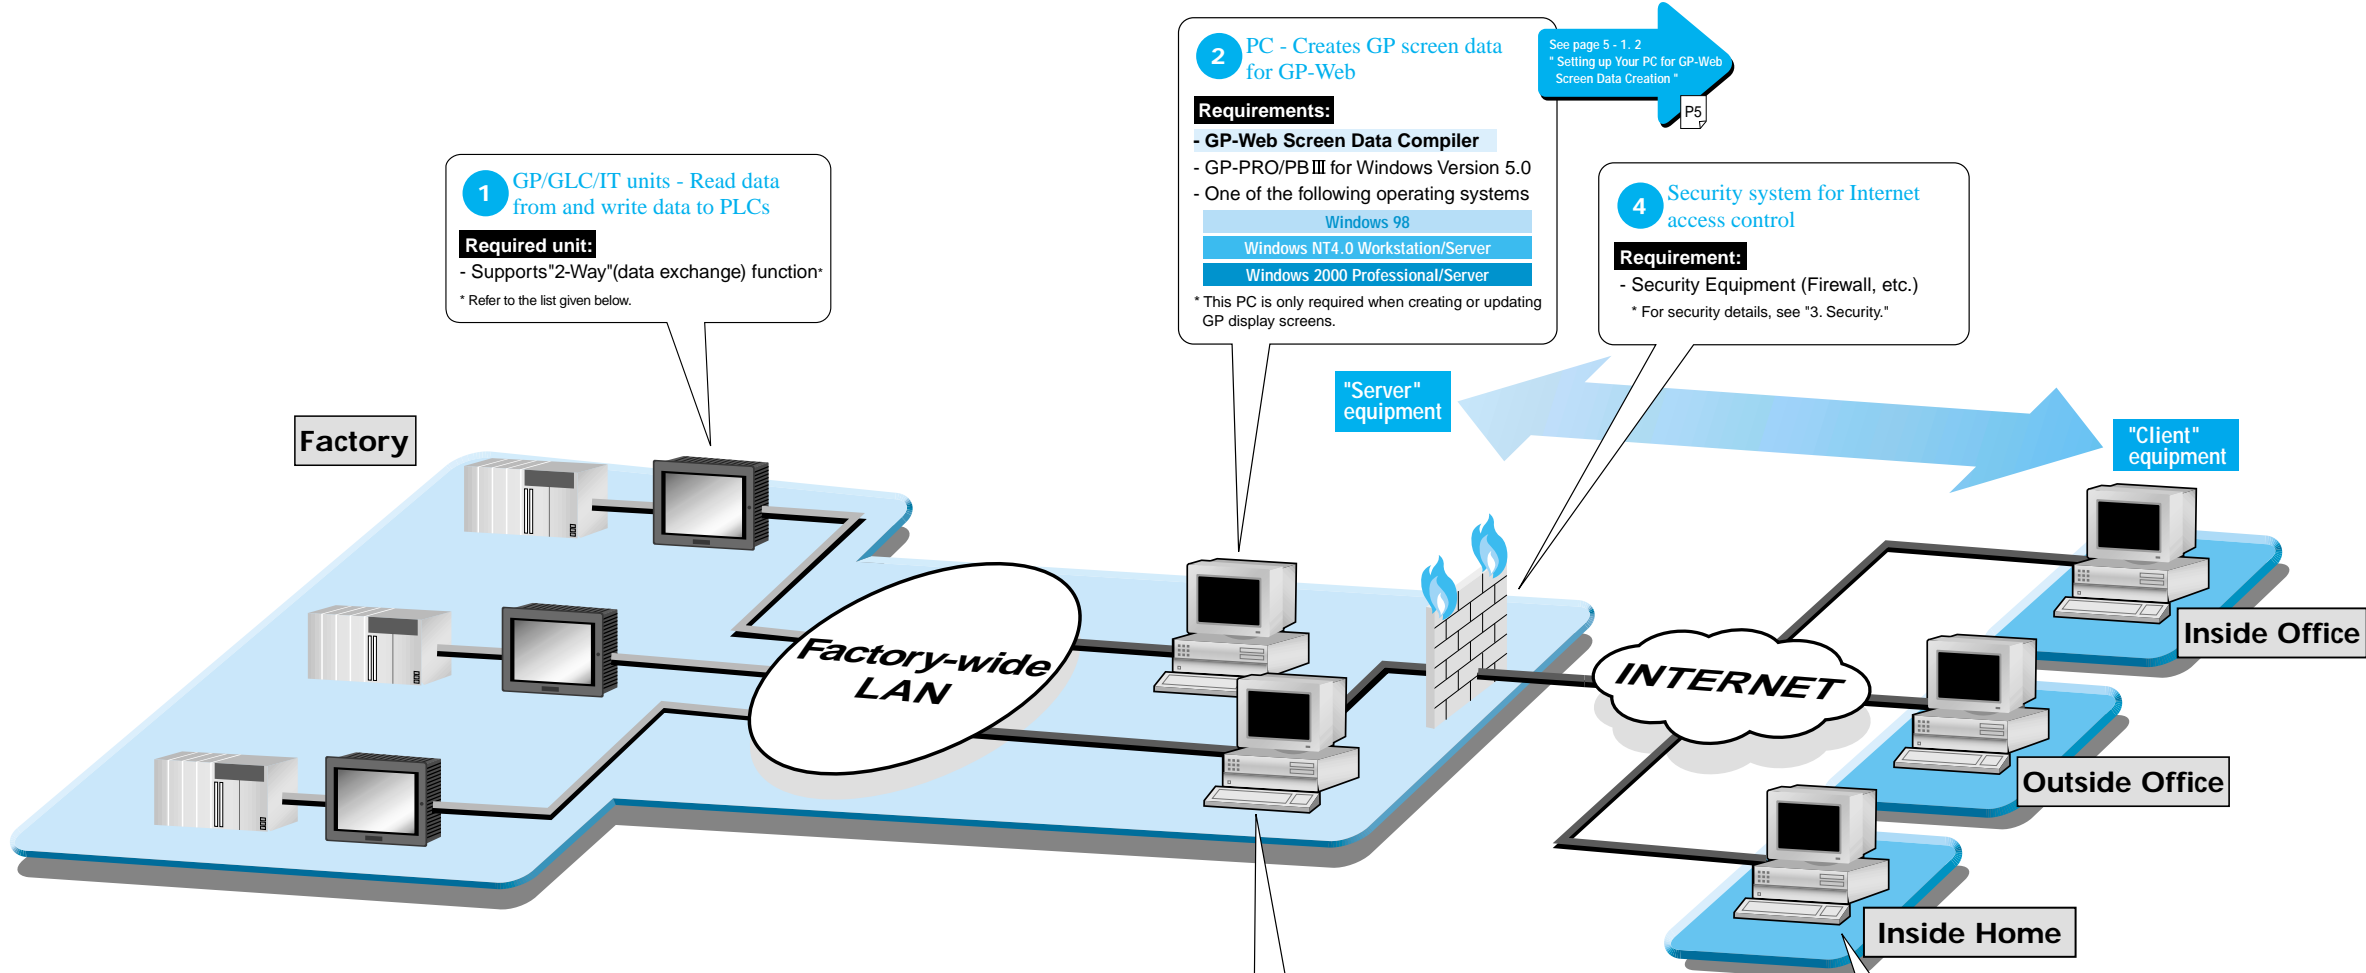 2
PC - Creates GP screen data
for GP-Web
Requirements:
- GP-Web Screen Data Compiler
- GP-PRO/PBⅢ for Windows Version 5.0
- One of the following operating systems
Windows 98
Windows NT4.0 Workstation/Server
Windows 2000 Professional/Server
* This PC is only required when creating or updating
GP display screens.
See page 5 - 1. 2
" Setting up Your PC for GP-Web
Screen Data Creation "
P5
1
GP/GLC/IT units - Read data
from and write data to PLCs
Required unit:
- Supports"2-Way"(data exchange) function*
* Refer to the list given below.
4
Security system for Internet
access control
Requirement:
- Security Equipment (Firewall, etc.)
* For security details, see "3. Security."
"Server"
equipment
"Client"
equipment
Factory
Factory-wide
LAN
INTERNET
Inside Office
Outside Office
Inside Home